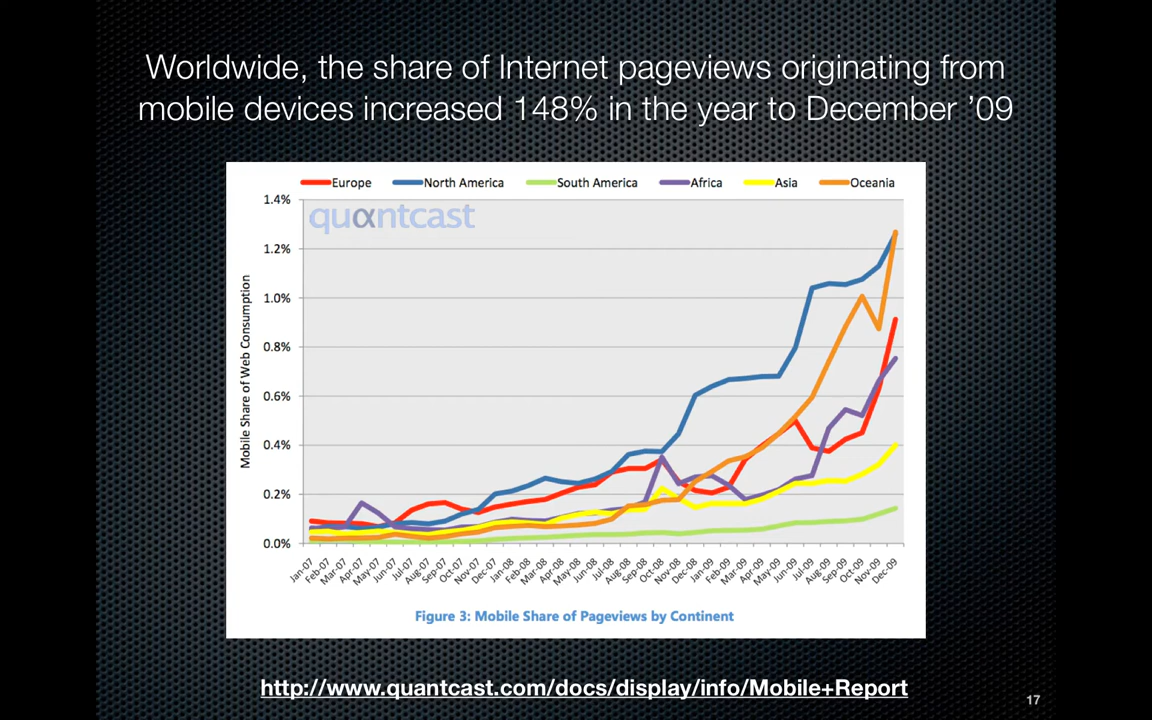 Worldwide, the share of Internet pageviews originating from
mobile devices increased 148% in the year to December ’09
Europe North America South America Africa Asia Oceania
quantcast
Mobile Share of Web Consumption
1.4%
1.2%
1.0%
0.8%
0.6%
0.4%
0.2%
0.0%
Jan-07 Feb-07 Mar-07 Apr-07 May-07 Jun-07 Jul-07 Aug-07 Sep-07 Oct-07 Nov-07 Dec-07 Jan-08 Feb-08 Mar-08 Apr-08 May-08 Jun-08 Jul-08 Aug-08 Sep-08 Oct-08 Nov-08 Dec-08 Jan-09 Feb-09 Mar-09 Apr-09 May-09 Jun-09 Jul-09 Aug-09 Sep-09 Oct-09 Nov-09 Dec-09
Figure 3: Mobile Share of Pageviews by Continent
http://www.quantcast.com/docs/display/info/Mobile+Report
17